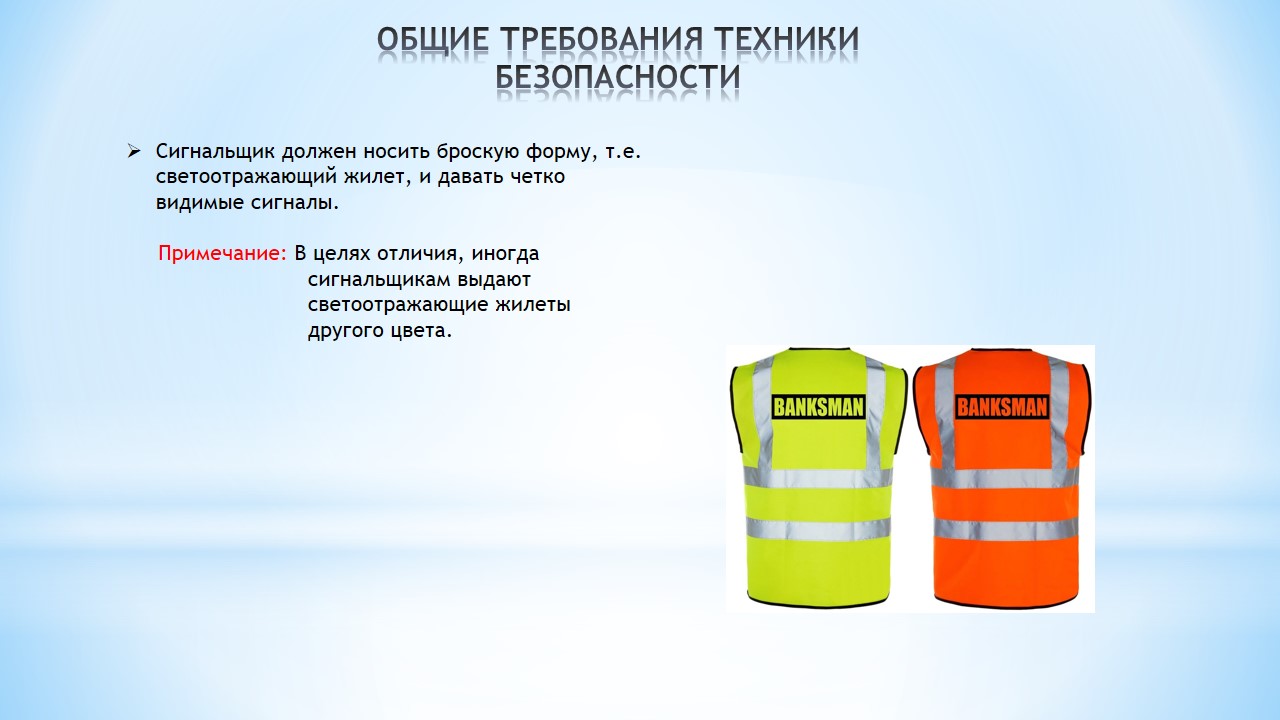 ОБЩИЕ ТРЕБОВАНИЯ ТЕХНИКИ
БЕЗОПАСНОСТИ
Сигнальщик должен носить броскую форму, т.е.
светоотражающий жилет, и давать четко
видимые сигналы.
Примечание: В целях отличия, иногда
сигнальщикам выдают
светоотражающие жилеты
другого цвета.
BANKSMAN
BANKSMAN